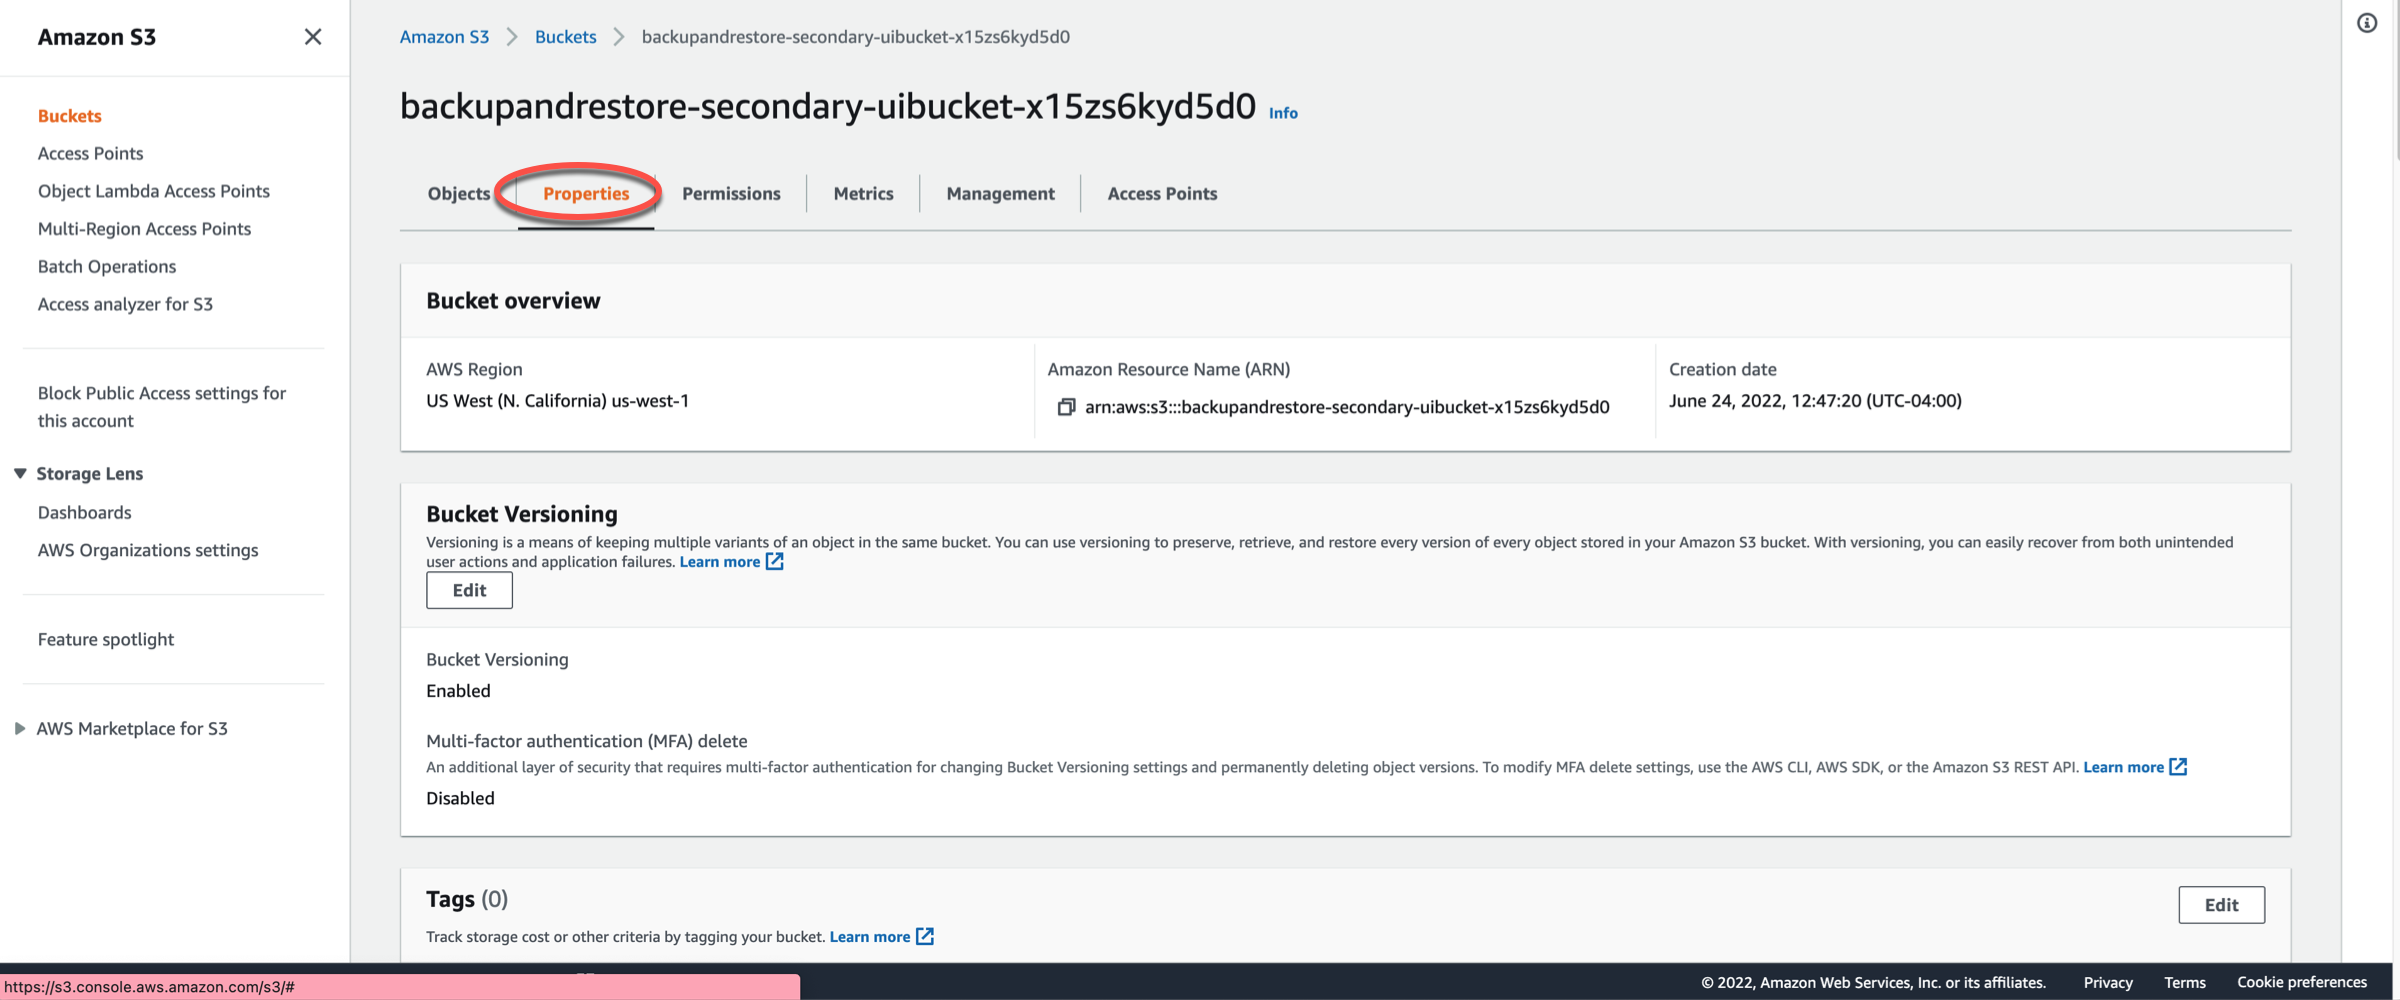 Amazon S3
Buckets
Access Points
Object Lambda Access Points
Multi-Region Access Points
Batch Operations
Access analyzer for S3
Block Public Access settings for
this account
Storage Lens
Dashboards
AWS Organizations settings
Feature spotlight
AWS Marketplace for S3
Amazon S3 Buckets backupandrestore-secondary-uibucket-x15zs6kyd5d0
backupandrestore-secondary-uibucket-x15zs6kyd5d0 Info
Objects Properties Permissions Metrics Management Access Points
Bucket overview
AWS Region
US West (N. California) us-west-1
Amazon Resource Name (ARN)
arn:aws:s3:::backupandrestore-secondary-uibucket-x15zs6kyd5d0
Creation date
June 24, 2022, 12:47:20 (UTC-04:00)
Bucket Versioning
Versioning is a means of keeping multiple variants of an object in the same bucket. You can use versioning to preserve, retrieve, and restore every version of every object stored in your Amazon S3 bucket. With versioning, you can easily recover from both unintended
user actions and application failures. Learn more
Edit
Bucket Versioning
Enabled
Multi-factor authentication (MFA) delete
An additional layer of security that requires multi-factor authentication for changing Bucket Versioning settings and permanently deleting object versions. To modify MFA delete settings, use the AWS CLI, AWS SDK, or the Amazon S3 REST API. Learn more
Disabled
Tags (0)
Edit
Track storage cost or other criteria by tagging your bucket. Learn more
https://s3.console.aws.amazon.com/s3/#
© 2022, Amazon Web Services, Inc. or its affiliates. Privacy Terms Cookie preferences